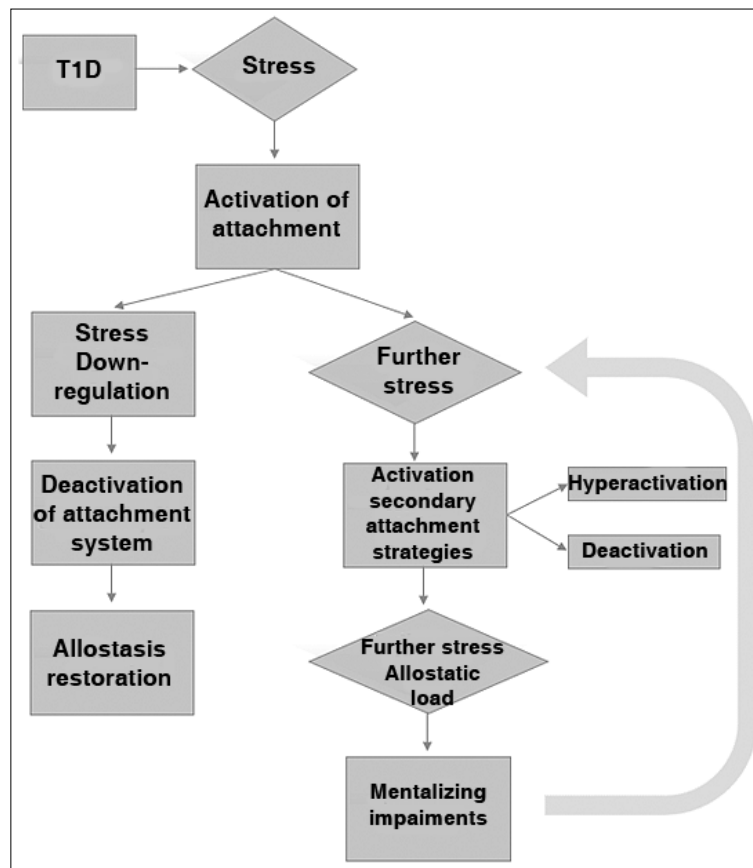 T1D
Stress
Activation of
attachment
Stress
Down-
regulation
Further
stress
Deactivation
of attachment
system
Activation
secondary
attachment
strategies
Hyperactivation
Deactivation
Allostasis
restoration
Further stress
Allostatic
load
Mentalizing
impaiments